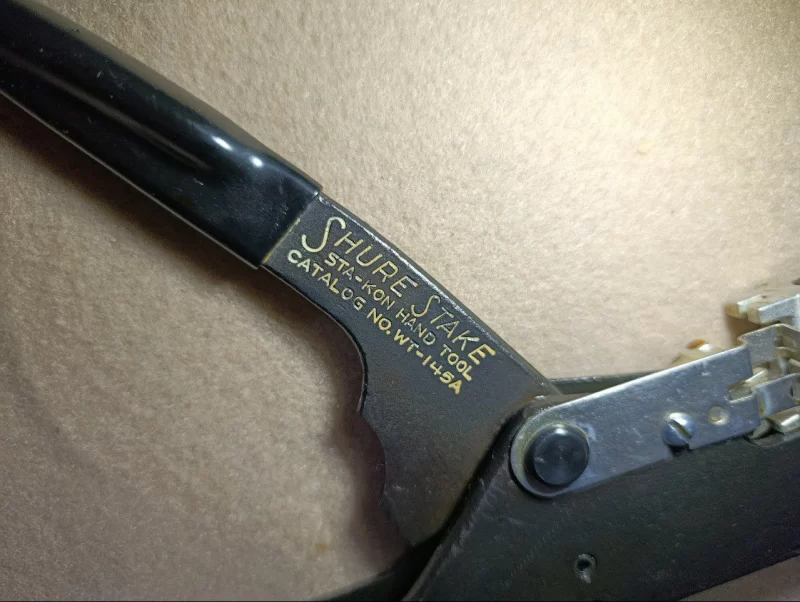 SHURE STAKE
STA-KON HAND TOOL
CATALOG NO. WT-145A